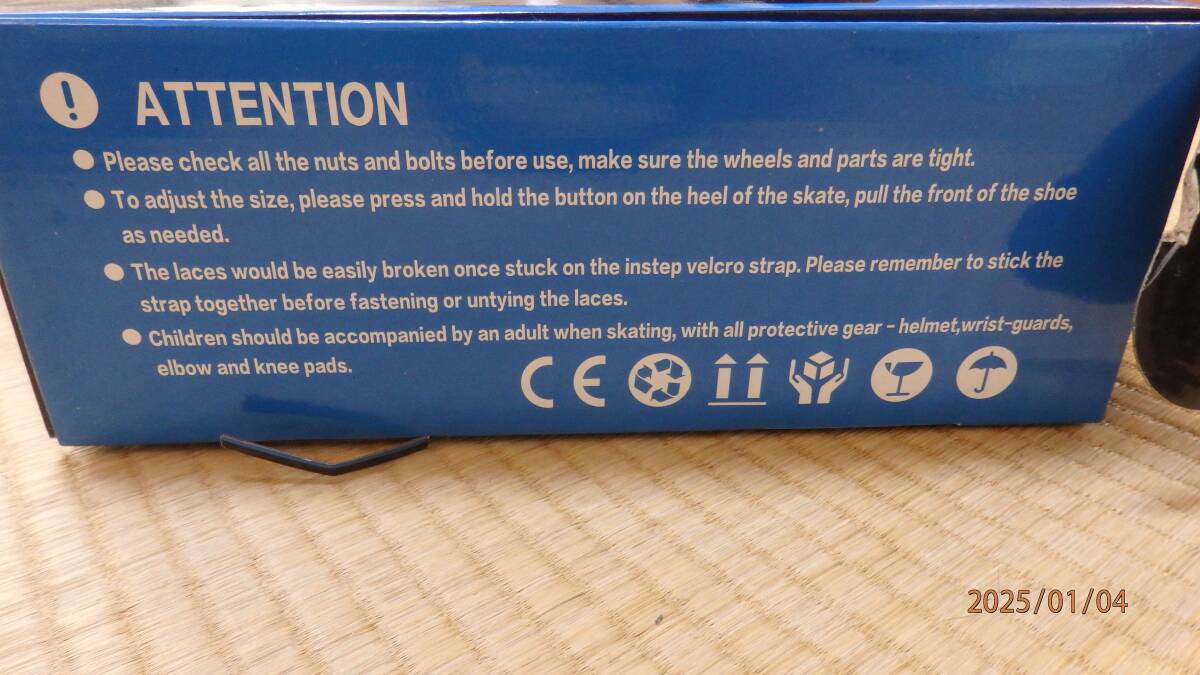 ATTENTION
● Please check all the nuts and bolts before use, make sure the wheels and parts are tight.
● To adjust the size, please press and hold the button on the heel of the skate, pull the front of the shoe
as needed.
● The laces would be easily broken once stuck on the instep velcro strap. Please remember to stick the
strap together before fastening or untying the laces.
● Children should be accompanied by an adult when skating, with all protective gear - helmet,wrist-guards,
elbow and knee pads.
CE
2025/01/04